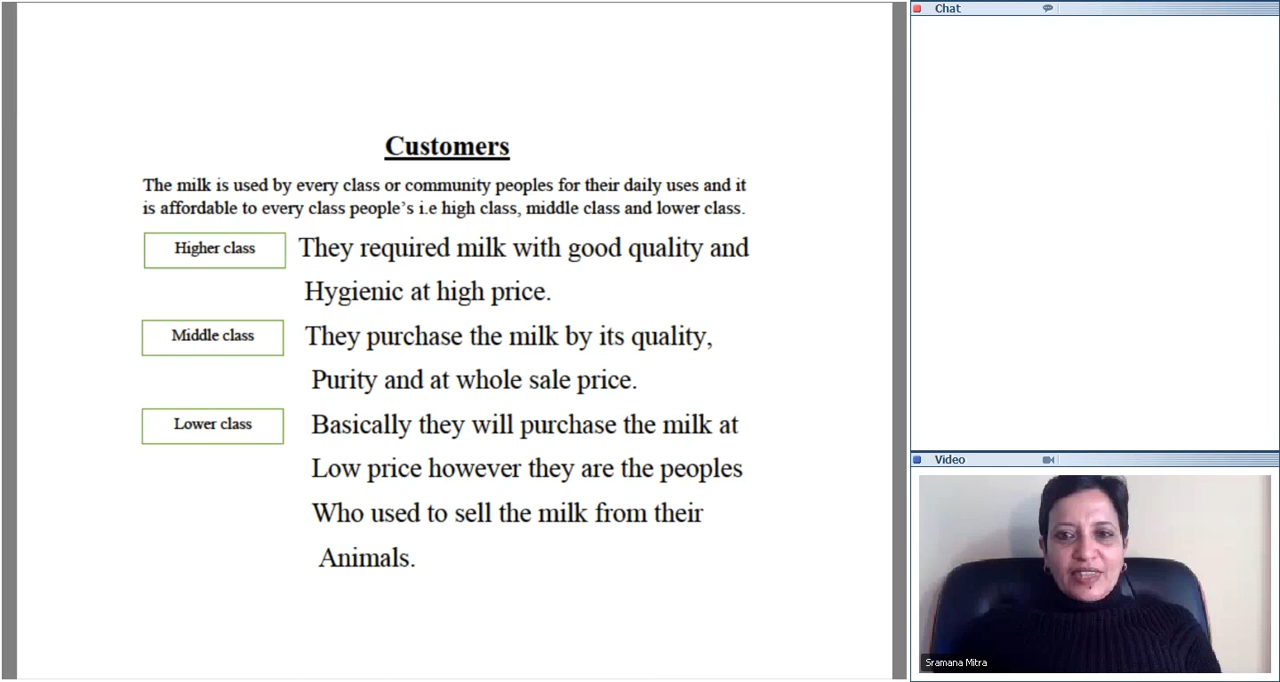 Customers
The milk is used by every class or community peoples for their daily uses and it
is affordable to every class people's i.e high class, middle class and lower class.
Higher class
They required milk with good quality and
Hygienic at high price.
Middle class
They purchase the milk by its quality,
Purity and at whole sale price.
Lower class
Basically they will purchase the milk at
Low price however they are the peoples
Who used to sell the milk from their
Animals.
Chat
Video
Sramana Mitra